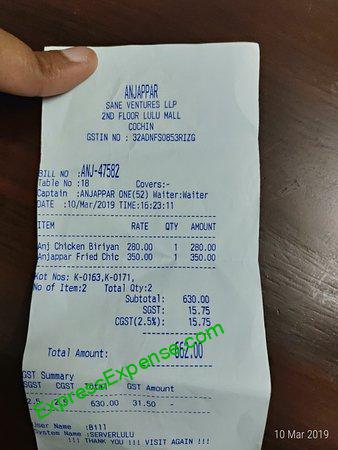 ANJAPPAR
SANE VENTURES LLP
2ND FLOOR LULU MALL
COCHIN
GSTIN NO : 32ADNFS0853RIZG
BILL NO :ANJ-47582
Table No :18 Covers:-
Captain :ANJAPPAR ONE(52) Waiter:Waiter
DATE :10/Mar/2019 TIME:16:23:11
ITEM RATE QTY AMOUNT
Anj Chicken Biriyan 280.00 1 280.00
Anjappar Fried Chic 350.00 1 350.00
Kot Nos: K-0163,K-0171,
No of Item:2 Total Qty:2
Subtotal: 630.00
SGST: 15.75
CGST(2.5%): 15.75
Total Amount: 662.00
GST Summary
SGST CGST Total GST Amount
2.5 630.00 31.50 -
User Name :Bill
System Name :SERVERLULU
!!! THANK YOU !!! VISIT AGAIN !!!
ExpressExpense.com
10 Mar 2019